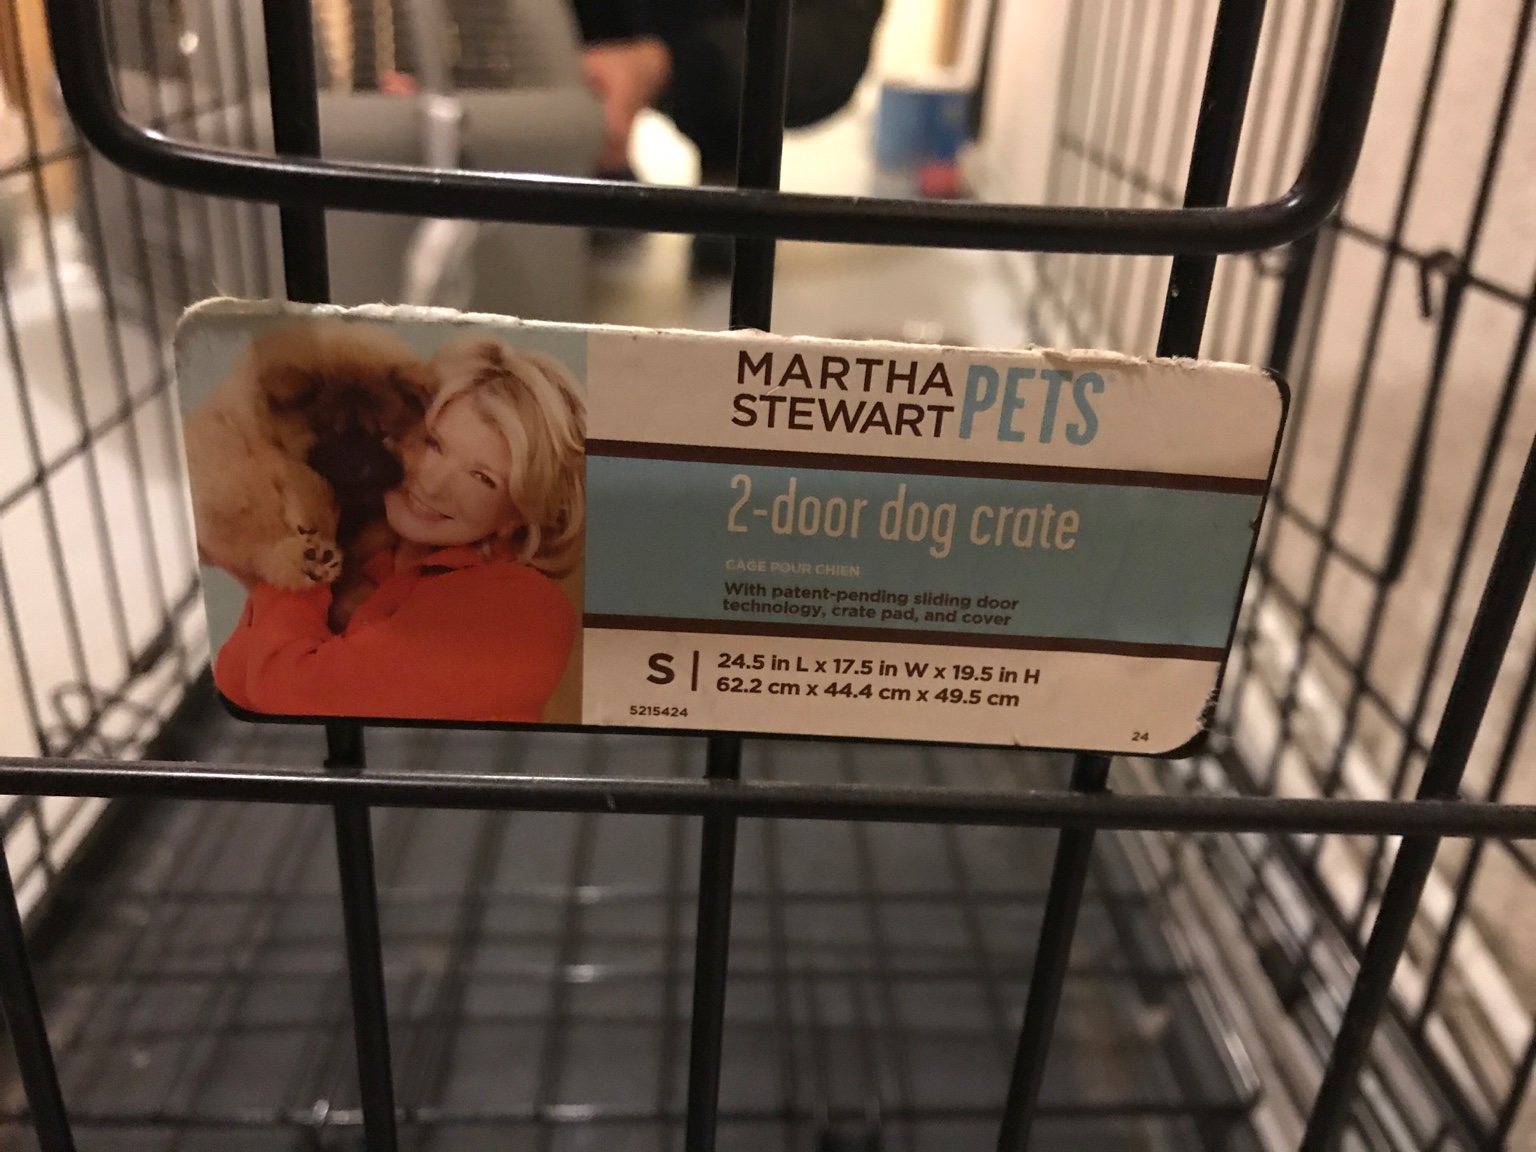 MARTHA
STEWART PETS
2-door dog crate
CAGE POUR CHIEN
With patent-pending sliding door
technology, crate pad, and cover
S
24.5 in L x 17.5 in W x 19.5 in H
62.2 cm x 44.4 cm x 49.5 cm
5215424
24